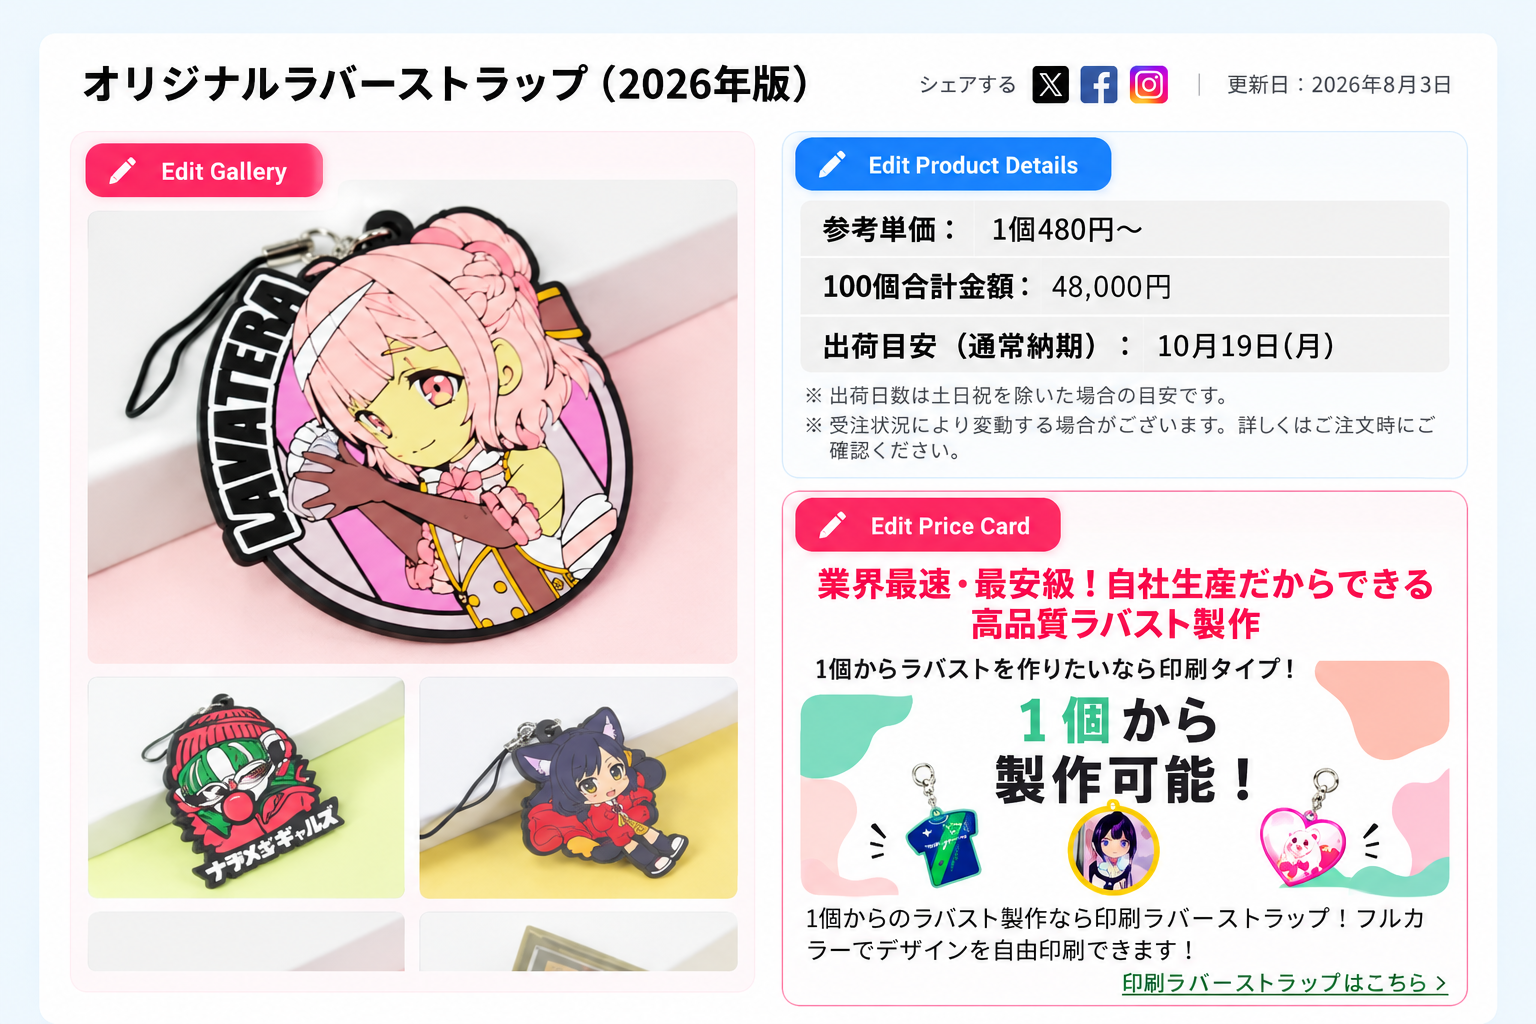 オリジナルラバーストラップ（2026年版）
シェアする
更新日：2026年8月3日
Edit Gallery
LAVATERA
ナラメギギャルズ
Edit Product Details
参考単価： 1個480円～
100個合計金額： 48,000円
出荷目安（通常納期）： 10月19日(月)
※ 出荷日数は土日祝を除いた場合の目安です。
※ 受注状況により変動する場合がございます。詳しくはご注文時にご
確認ください。
Edit Price Card
業界最速・最安級！自社生産だからできる
高品質ラバスト製作
1個からラバストを作りたいなら印刷タイプ！
1個から
製作可能！
1個からのラバスト製作なら印刷ラバーストラップ！フルカ
ラーでデザインを自由印刷できます！
印刷ラバーストラップはこちら >